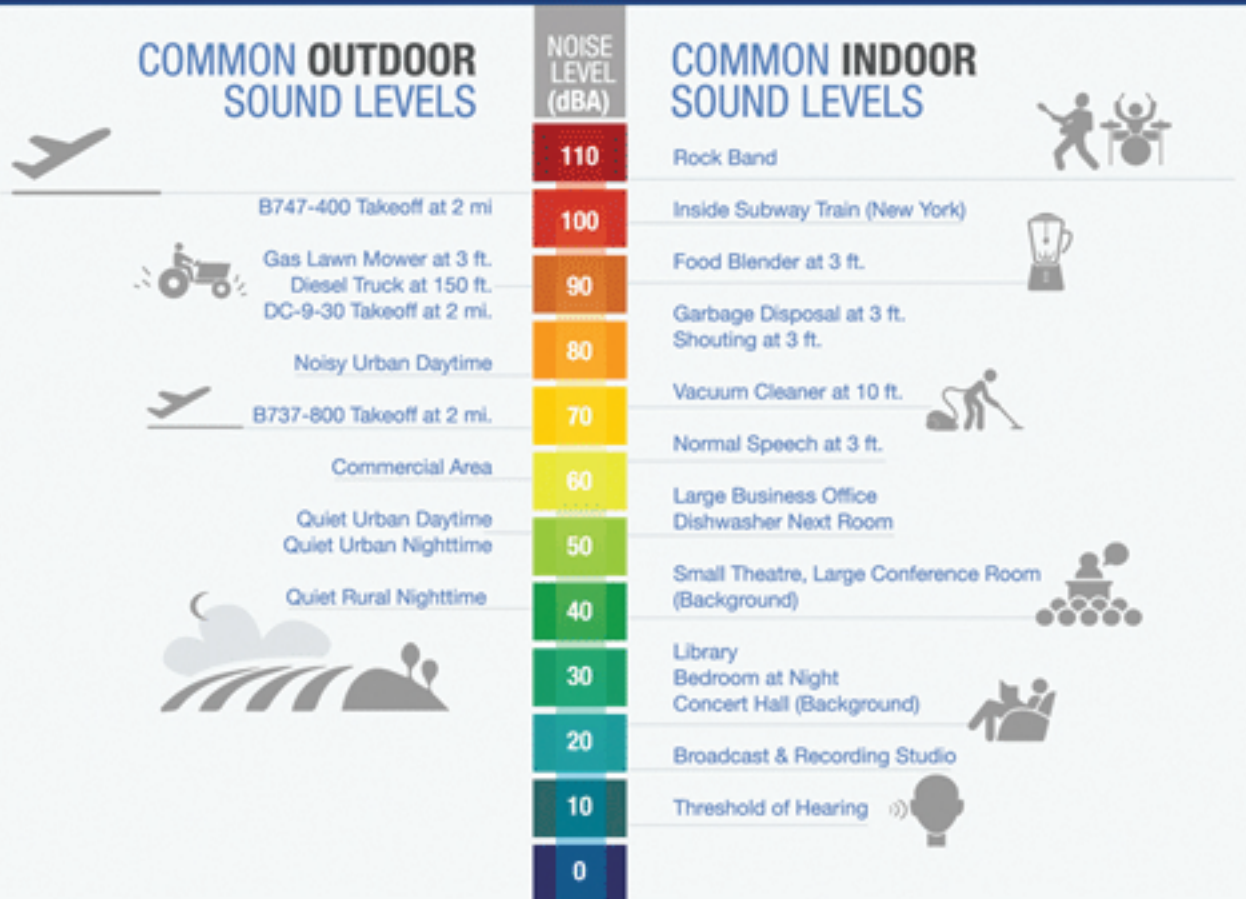 COMMON OUTDOOR
SOUND LEVELS
NOISE
LEVEL
(dBA)
COMMON INDOOR
SOUND LEVELS
110
Rock Band
B747-400 Takeoff at 2 mi
100
Inside Subway Train (New York)
Gas Lawn Mower at 3 ft.
Diesel Truck at 150 ft.
DC-9-30 Takeoff at 2 mi.
90
Food Blender at 3 ft.
Garbage Disposal at 3 ft.
Shouting at 3 ft.
Noisy Urban Daytime
80
Vacuum Cleaner at 10 ft.
B737-800 Takeoff at 2 mi.
70
Normal Speech at 3 ft.
Commercial Area
60
Large Business Office
Dishwasher Next Room
Quiet Urban Daytime
Quiet Urban Nighttime
50
Small Theatre, Large Conference Room
(Background)
Quiet Rural Nighttime
40
Library
Bedroom at Night
Concert Hall (Background)
30
20
Broadcast & Recording Studio
10
Threshold of Hearing
0